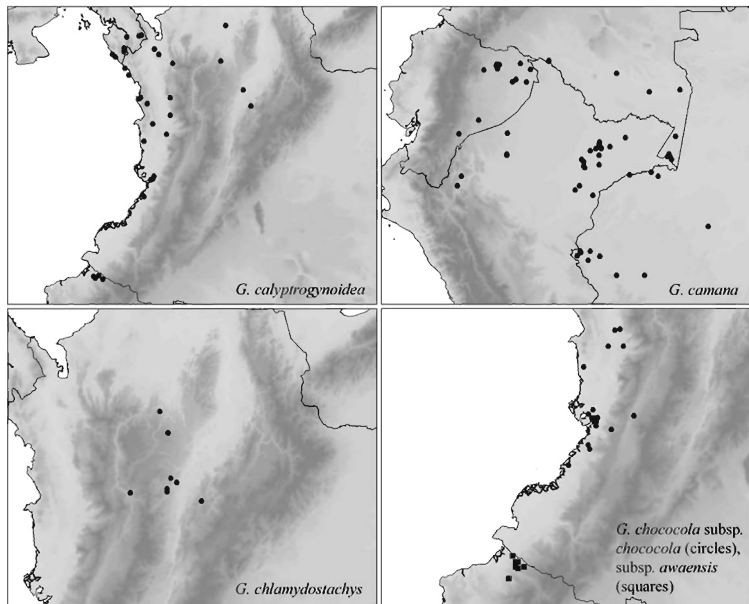 G. calyptrogynoidea
G. camana
G. chlamydostachys
G. chococola subsp.
chococola (circles),
subsp. awaensis
(squares)